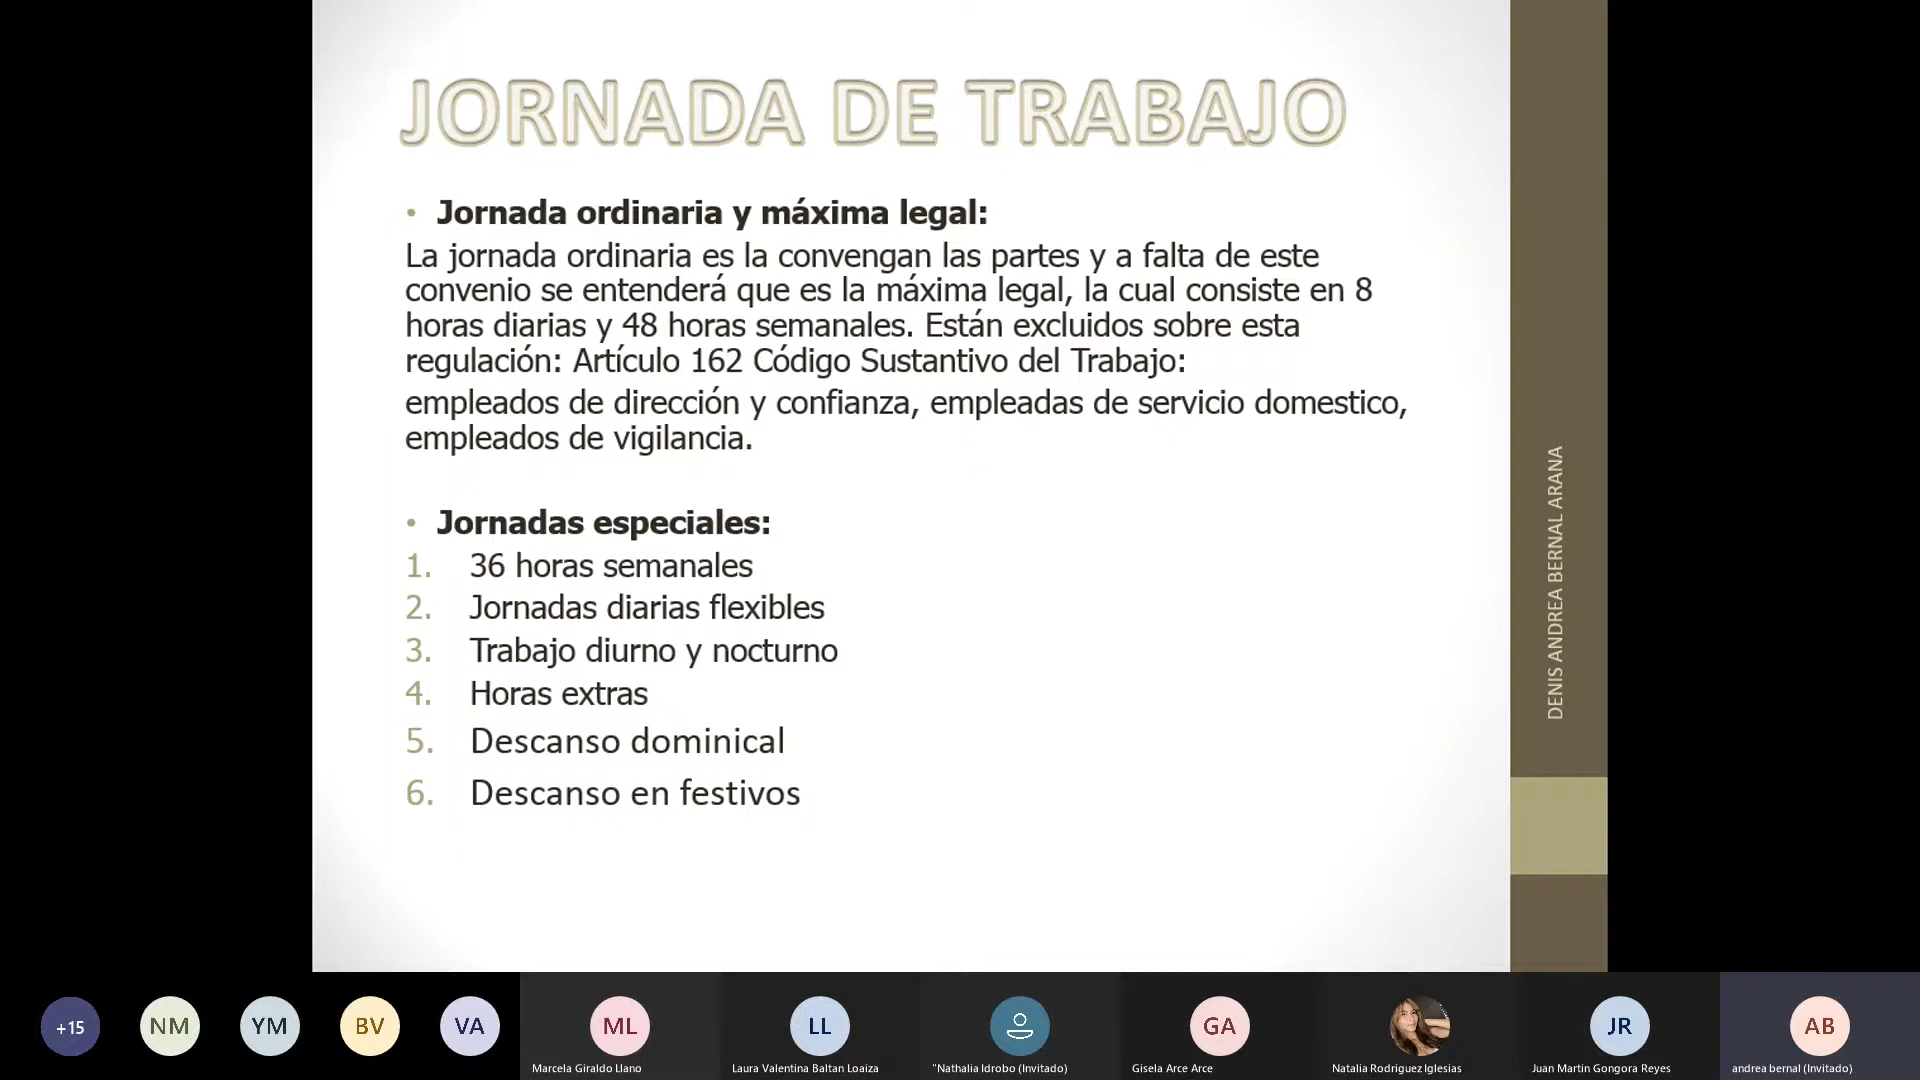 JORNADA DE TRABAJO
• Jornada ordinaria y máxima legal:
La jornada ordinaria es la convengan las partes y a falta de este
convenio se entenderá que es la máxima legal, la cual consiste en 8
horas diarias y 48 horas semanales. Están excluidos sobre esta
regulación: Artículo 162 Código Sustantivo del Trabajo:
empleados de dirección y confianza, empleadas de servicio domestico,
empleados de vigilancia.
• Jornadas especiales:
1. 36 horas semanales
2. Jornadas diarias flexibles
3. Trabajo diurno y nocturno
4. Horas extras
5. Descanso dominical
6. Descanso en festivos
DENIS ANDREA BERNAL ARANA
+15
NM
YM
BV
VA
ML
LL
GA
JR
AB
Marcela Giraldo Llano
Laura Valentina Baltan Loaiza
"Nathalia Idrobo (Invitado)
Gisela Arce Arce
Natalia Rodriguez Iglesias
Juan Martin Gongora Reyes
andrea bernal (Invitado)